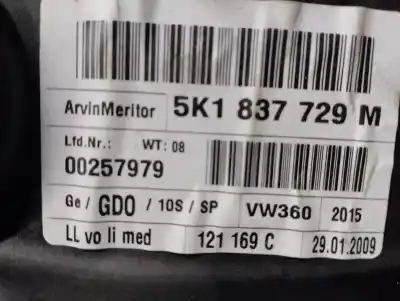 ArvinMeritor 5K1 837 729 M
Lfd.Nr.: WT: 08
00257979
Ge / GDO / 10S / SP VW360 2015
LL vo li med 121 169 C 29.01.2009